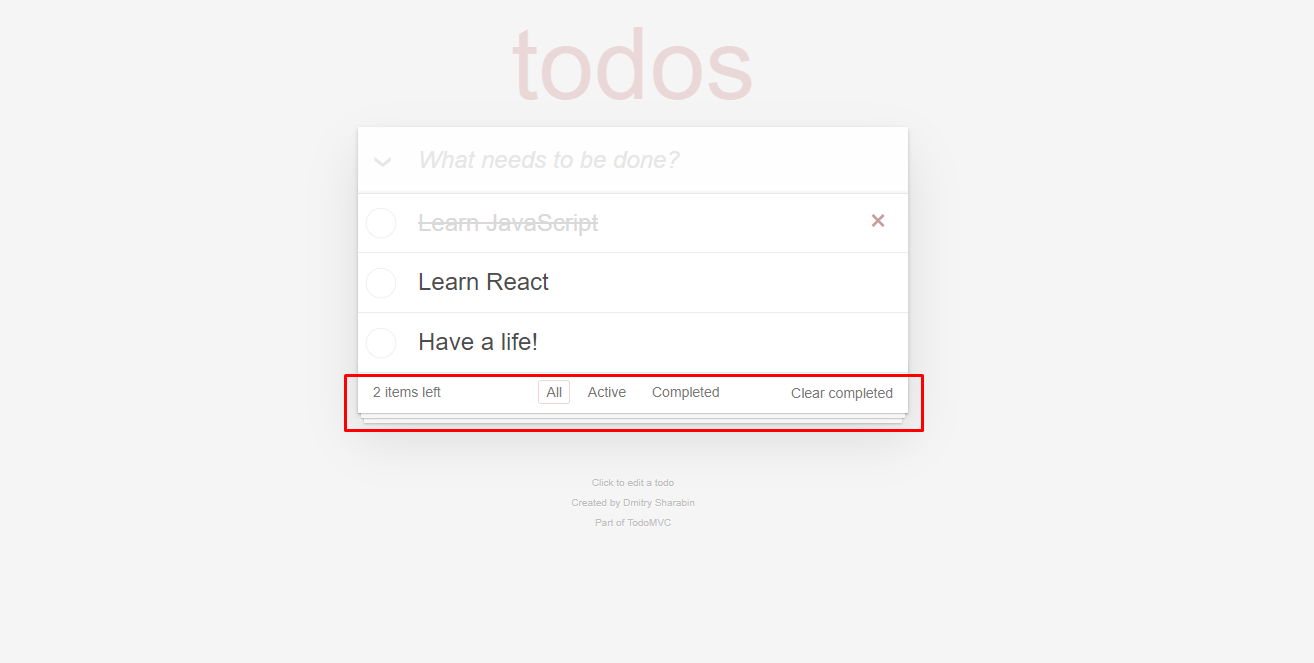 todos
What needs to be done?
Learn JavaScript
Learn React
Have a life!
2 items left All Active Completed Clear completed
Click to edit a todo
Created by Dmitry Sharabin
Part of TodoMVC